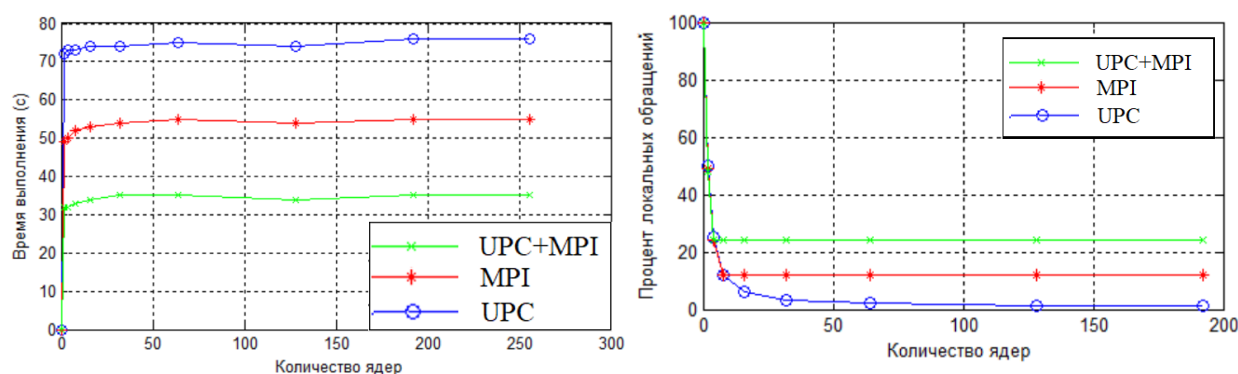 Время выполнения (с)
80
70
60
50
40
30
20
10
0
0 50 100 150 200 250 300
Количество ядер
UPC+MPI
MPI
UPC
Процент локальных обращений
100
80
60
40
20
0
0 50 100 150 200
Количество ядер
UPC+MPI
MPI
UPC